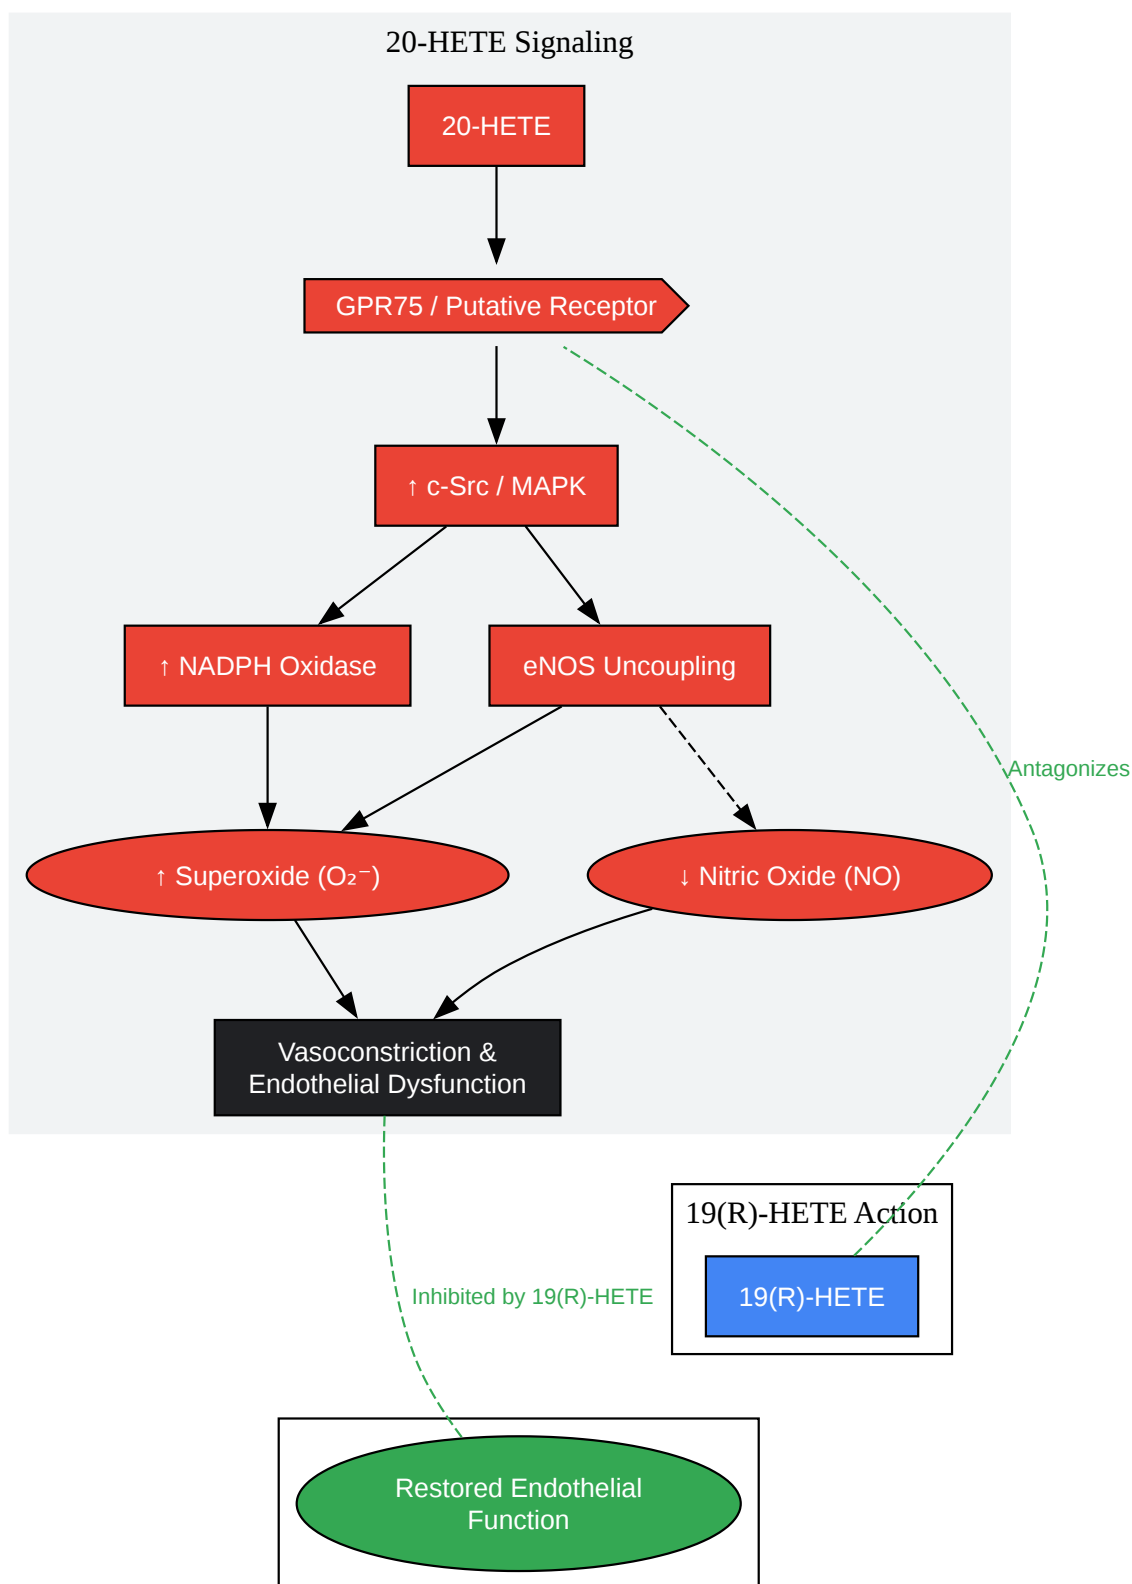 20-HETE Signaling
20-HETE
GPR75 / Putative Receptor
↑ c-Src / MAPK
↑ NADPH Oxidase
eNOS Uncoupling
Antagonizes
↑ Superoxide (O₂⁻)
↓ Nitric Oxide (NO)
Vasoconstriction &
Endothelial Dysfunction
19(R)-HETE Action
Inhibited by 19(R)-HETE
19(R)-HETE
Restored Endothelial
Function